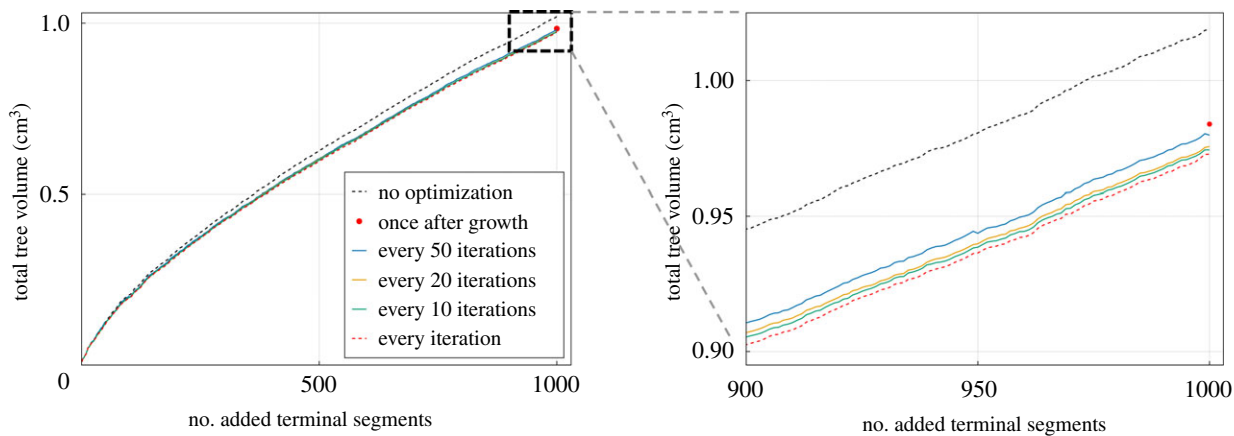 1.0
0.5
0
500
1000
total tree volume (cm³)
no. added terminal segments
no optimization
once after growth
every 50 iterations
every 20 iterations
every 10 iterations
every iteration
1.00
0.95
0.90
900
950
1000
total tree volume (cm³)
no. added terminal segments